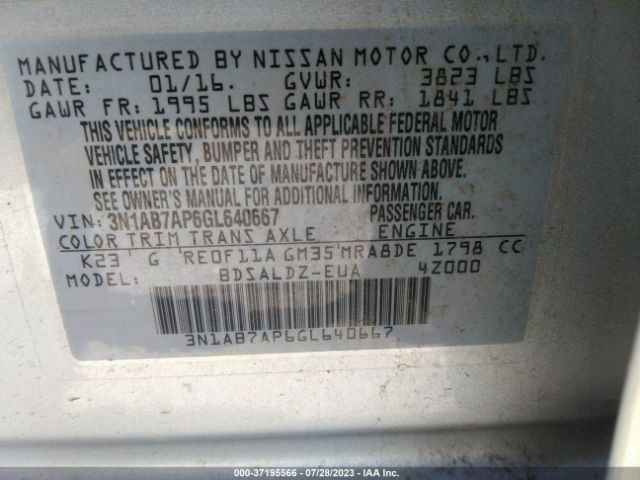 MANUFACTURED BY NISSAN MOTOR CO.,LTD.
DATE: 01/16. GVWR: 3823 LBS
GAWR FR: 1995 LBS GAWR RR: 1841 LBS
THIS VEHICLE CONFORMS TO ALL APPLICABLE FEDERAL MOTOR
VEHICLE SAFETY, BUMPER AND THEFT PREVENTION STANDARDS
IN EFFECT ON THE DATE OF MANUFACTURE SHOWN ABOVE.
SEE OWNER'S MANUAL FOR ADDITIONAL INFORMATION
VIN: 3N1AB7AP6GL640667 PASSENGER CAR.
COLOR TRIM TRANS AXLE ENGINE
K23 G RE0F11A GM35 MRA8DE 1798 CC
MODEL: BDSALDZ-EUA 4Z000
3N1AB7AP6GL640667
000-37195566 | 07/28/2023 | IAA Inc.